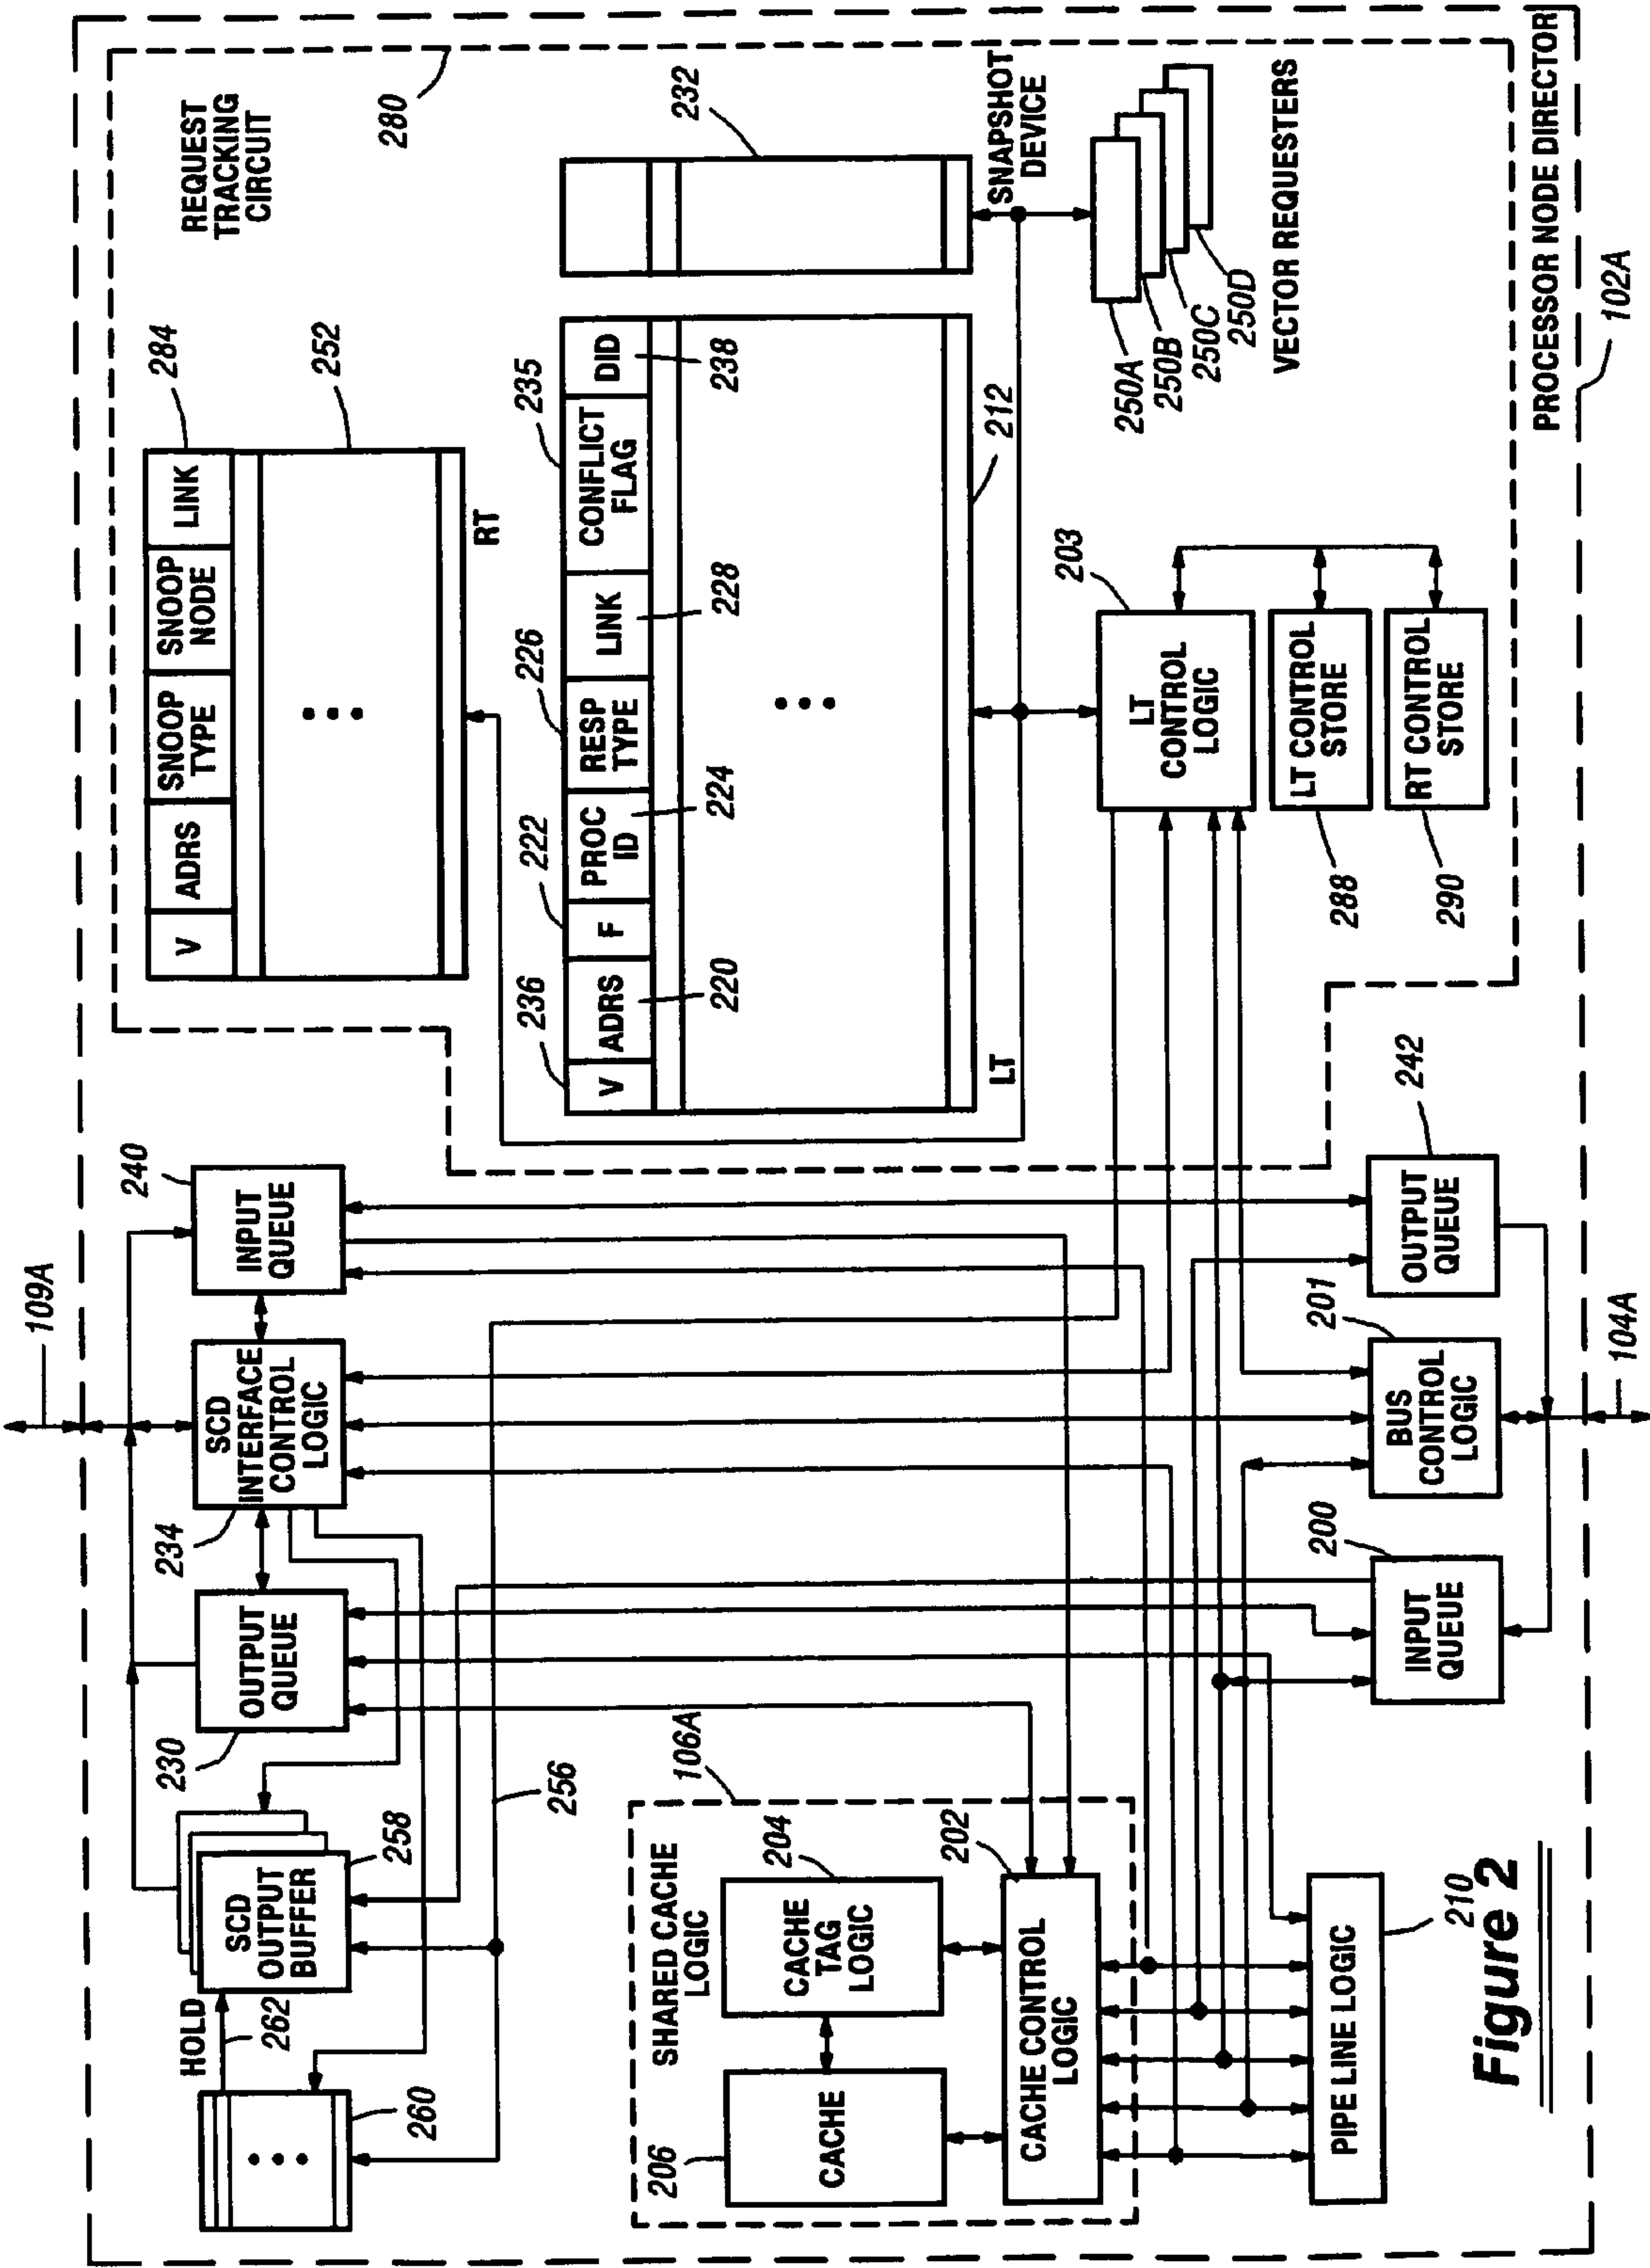 109A
HOLD
262
260
SCD
OUTPUT
BUFFER
258
230
OUTPUT
QUEUE
234
SCD
INTERFACE
CONTROL
LOGIC
240
INPUT
QUEUE
256
REQUEST
TRACKING
CIRCUIT
280
284
V
ADRS
SNOOP
TYPE
SNOOP
NODE
LINK
252
RT
236
222
226
235
V
ADRS
F
PROC
ID
RESP
TYPE
LINK
CONFLICT
FLAG
DID
220
224
228
238
LT
212
232
SNAPSHOT
DEVICE
250A
250B
250C
250D
VECTOR REQUESTERS
203
LT
CONTROL
LOGIC
LT CONTROL
STORE
288
RT CONTROL
STORE
290
106A
SHARED CACHE
LOGIC
206
CACHE
204
CACHE
TAG
LOGIC
202
CACHE CONTROL
LOGIC
PIPE LINE LOGIC
210
200
INPUT
QUEUE
201
BUS
CONTROL
LOGIC
242
OUTPUT
QUEUE
104A
PROCESSOR NODE DIRECTOR
102A
Figure 2